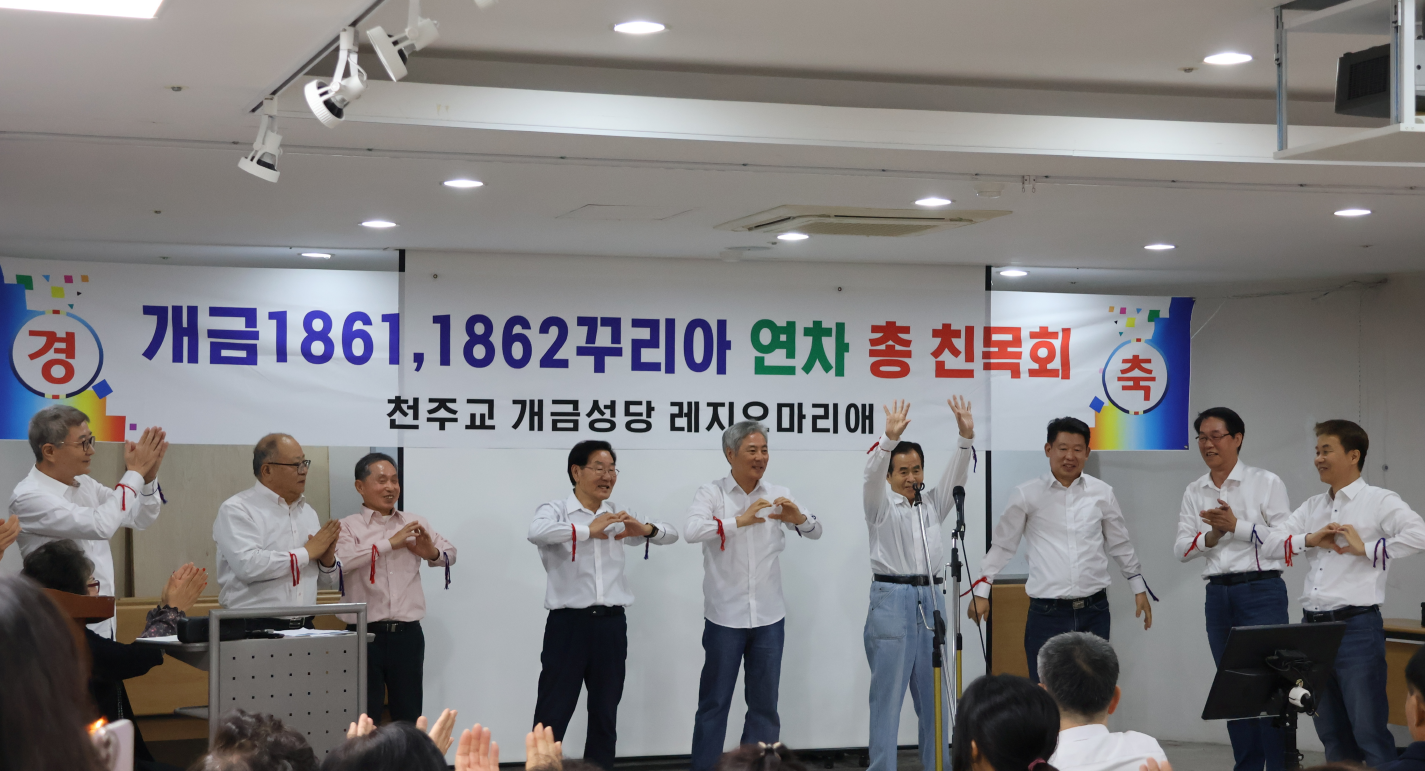 경 개금1861,1862꾸리아 연차 총 친목회 축
천주교 개금성당 레지오마리애